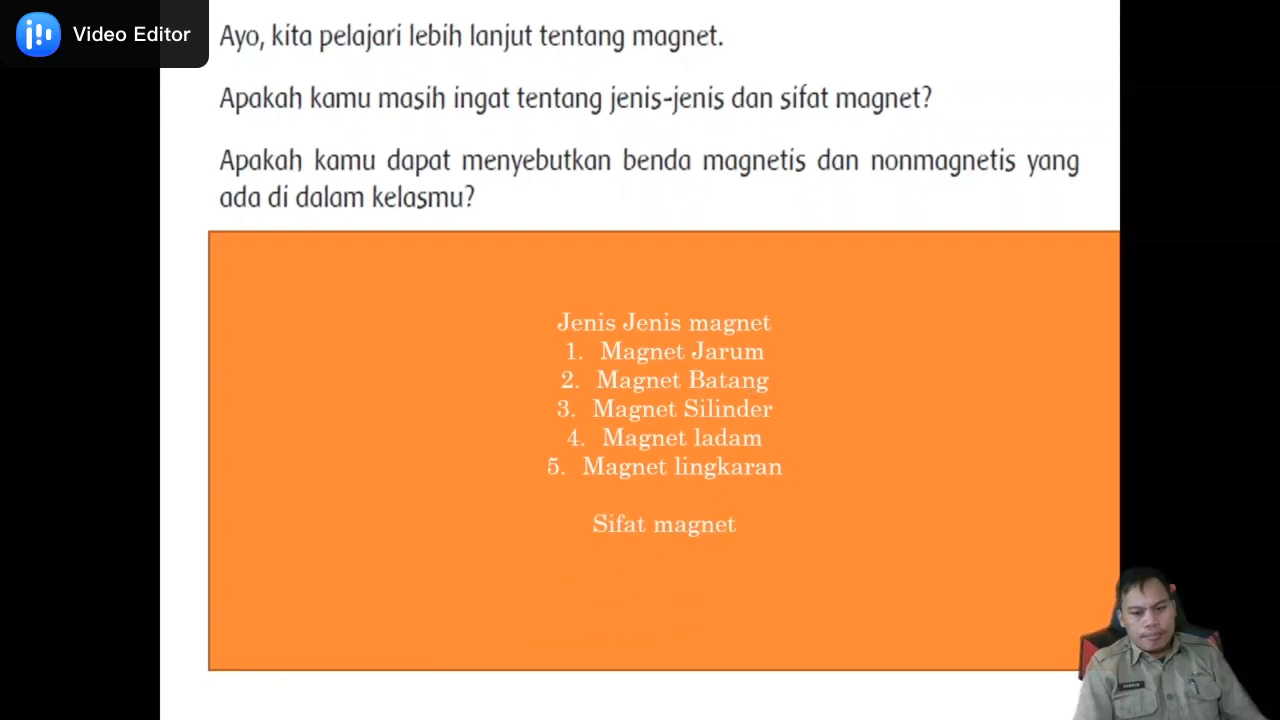 Video Editor
Ayo, kita pelajari lebih lanjut tentang magnet.
Apakah kamu masih ingat tentang jenis-jenis dan sifat magnet?
Apakah kamu dapat menyebutkan benda magnetis dan nonmagnetis yang
ada di dalam kelasmu?
Jenis Jenis magnet
1. Magnet Jarum
2. Magnet Batang
3. Magnet Silinder
4. Magnet ladam
5. Magnet lingkaran
Sifat magnet